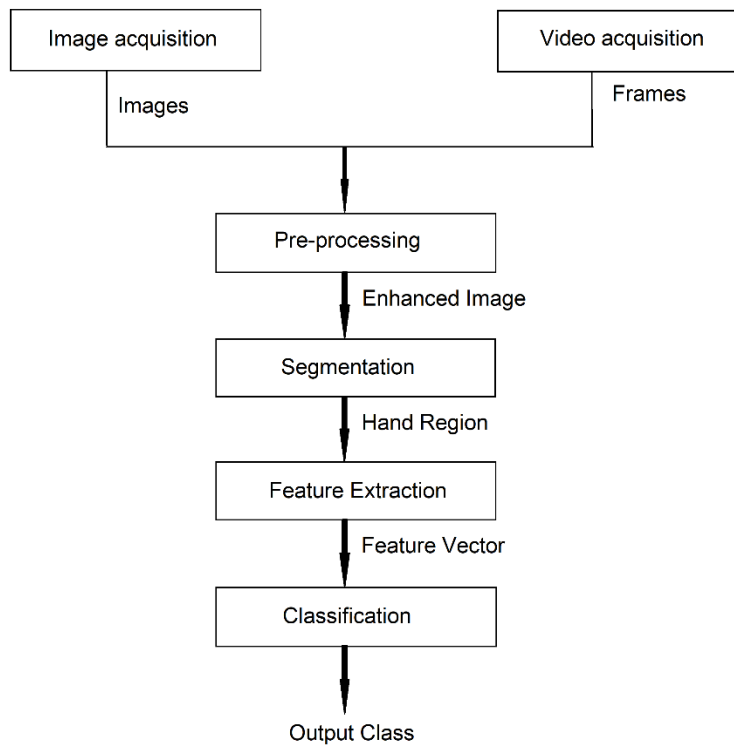 Image acquisition
Video acquisition
Images
Frames
Pre-processing
Enhanced Image
Segmentation
Hand Region
Feature Extraction
Feature Vector
Classification
Output Class